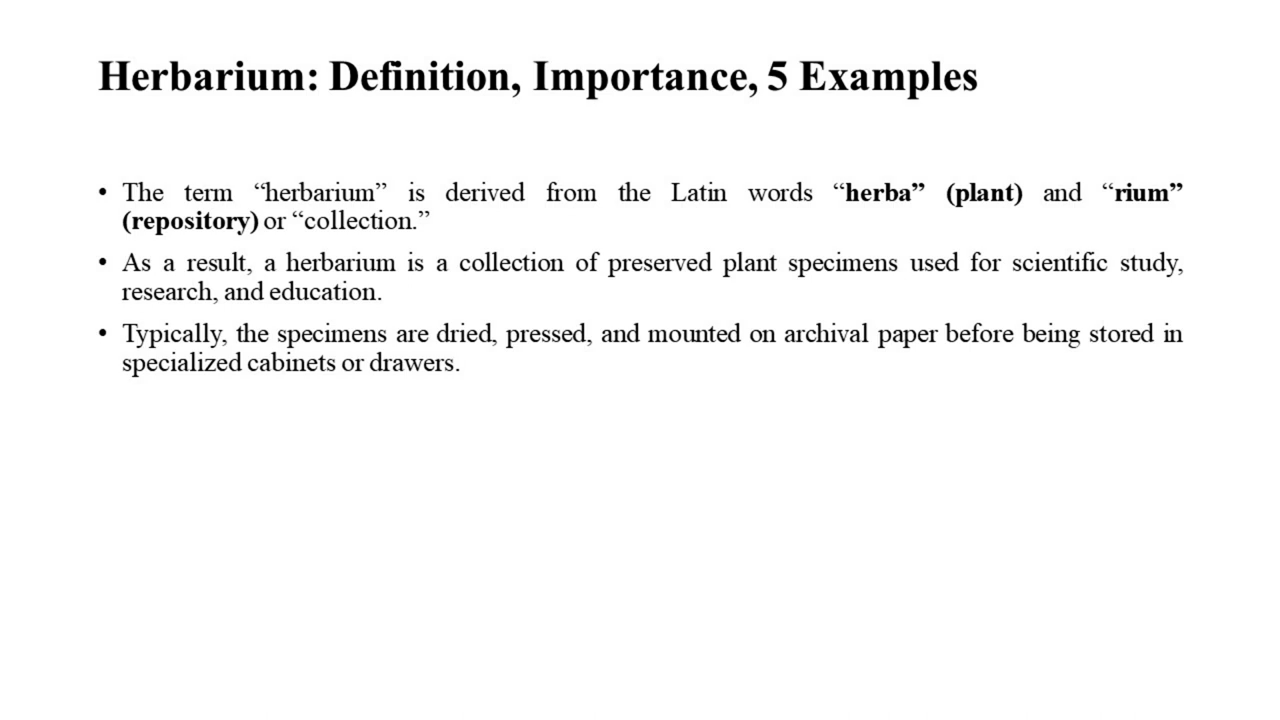 Herbarium: Definition, Importance, 5 Examples
• The term “herbarium” is derived from the Latin words “herba” (plant) and “rium”
(repository) or “collection.”
• As a result, a herbarium is a collection of preserved plant specimens used for scientific study,
research, and education.
• Typically, the specimens are dried, pressed, and mounted on archival paper before being stored in
specialized cabinets or drawers.